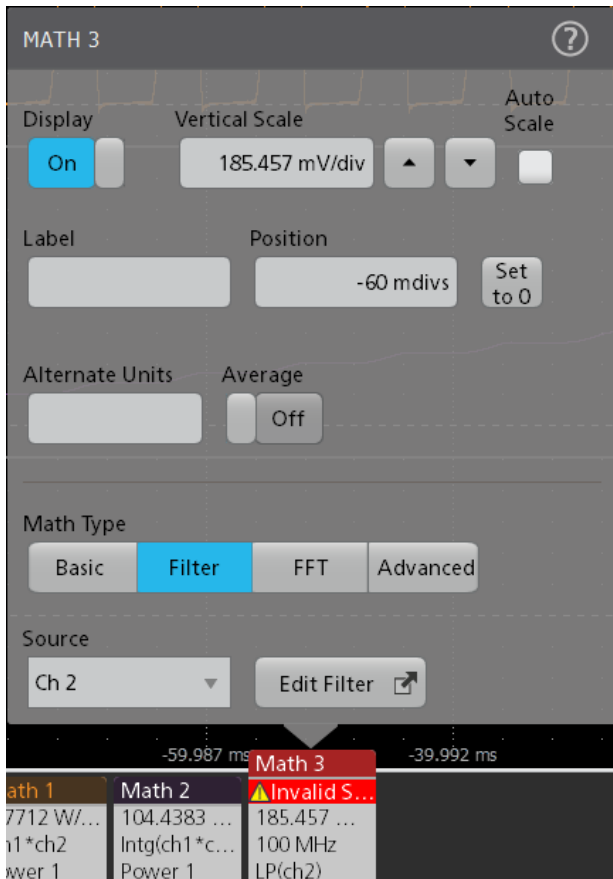 MATH 3
?
Auto
Display Vertical Scale Scale
On 185.457 mV/div
Label Position
-60 mdivs Set
to 0
Alternate Units Average
Off
Math Type
Basic Filter FFT Advanced
Source
Ch 2 Edit Filter
-59.987 ms -39.992 ms
Math 3
ath 1 Math 2 Invalid S...
7712 W/... 104.4383 ... 185.457 ...
h1*ch2 Intg(ch1*c... 100 MHz
ower 1 Power 1 LP(ch2)